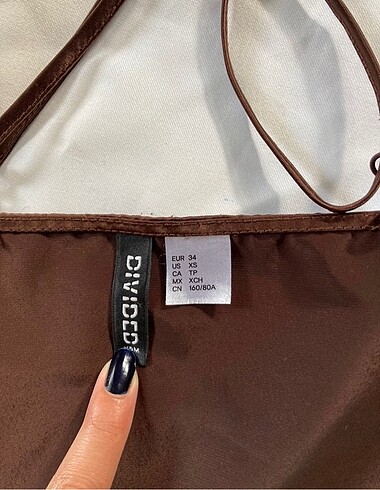 DIVIDED
H&M
EUR 34
US XS
CA TP
MX XCH
CN 160/80A